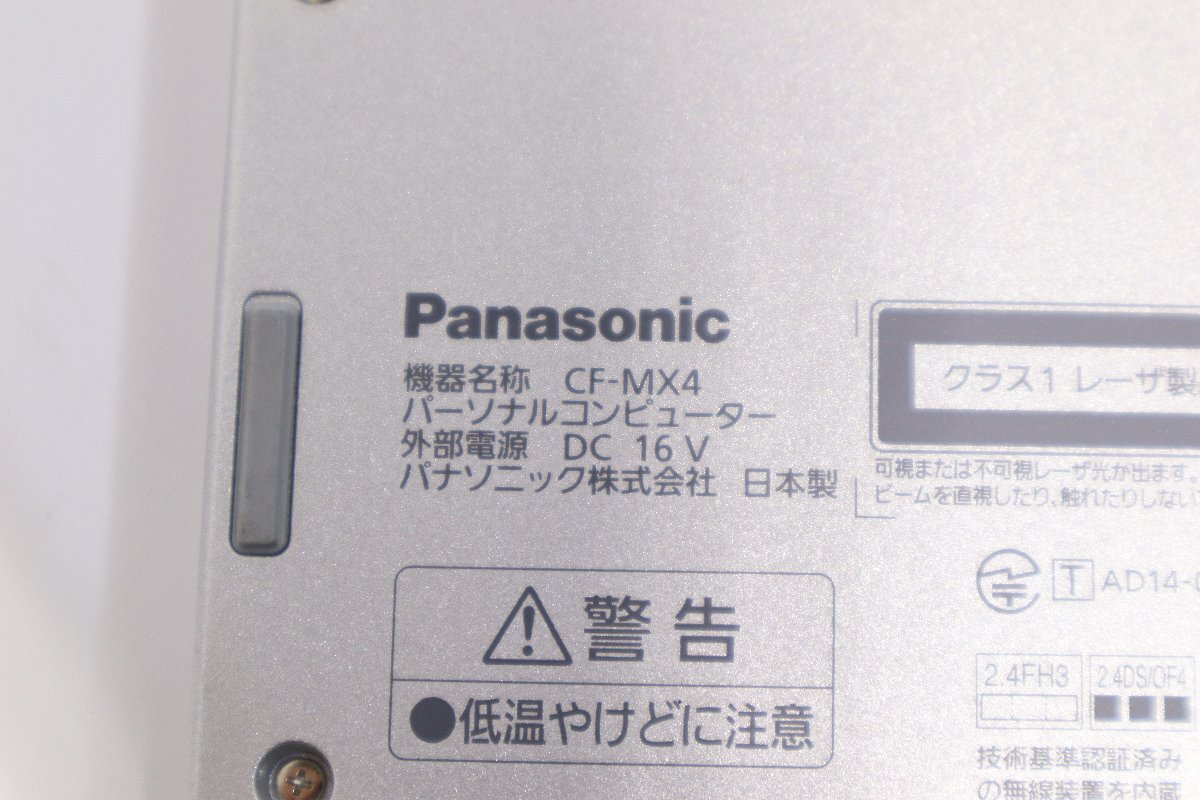 Panasonic
機器名称 CF-MX4
パーソナルコンピューター
外部電源 DC 16 V
パナソニック株式会社 日本製
クラス1 レーザ製
可視または不可視レーザ光が出ます。
ビームを直視したり、触れたりしない
T AD14-
警告
●低温やけどに注意
2.4FH3 2.4DS/OF4
技術基準認証済み
の無線装置を内蔵